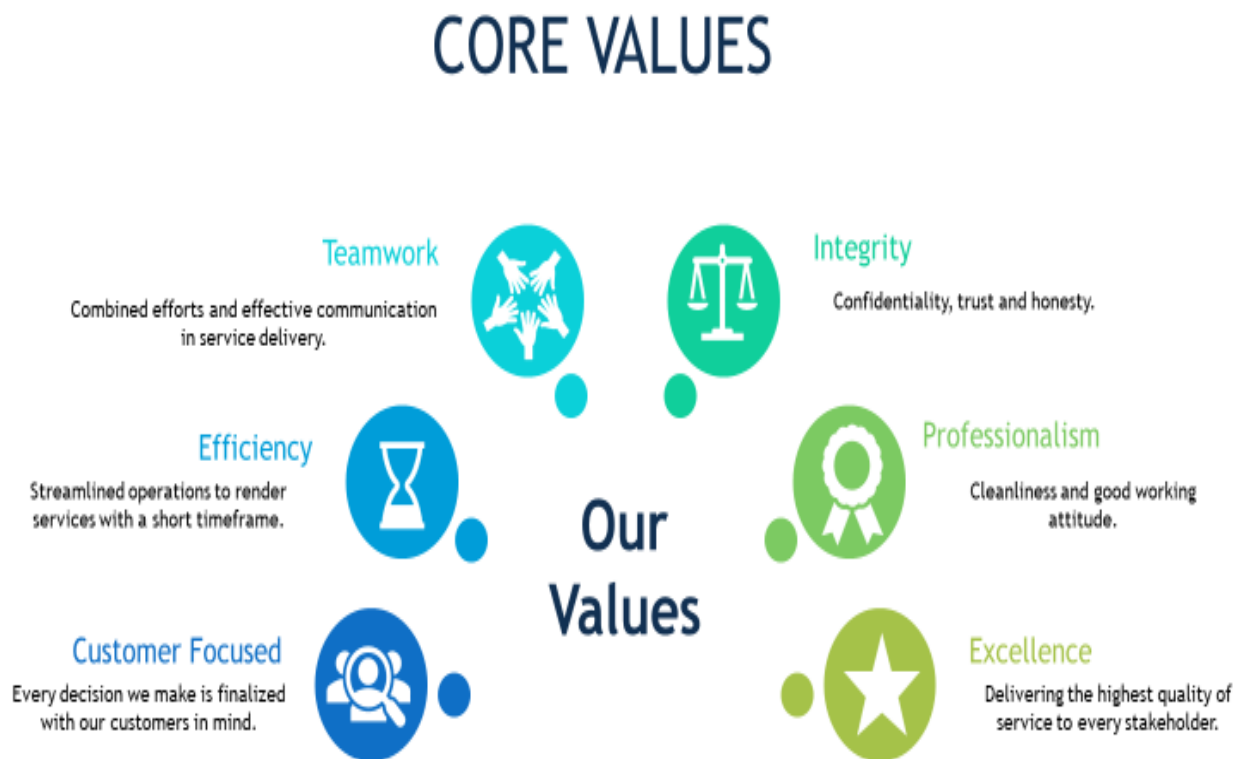 CORE VALUES
Teamwork
Combined efforts and effective communication
in service delivery.
Integrity
Confidentiality, trust and honesty.
Efficiency
Streamlined operations to render
services with a short timeframe.
Professionalism
Cleanliness and good working
attitude.
Our
Values
Customer Focused
Every decision we make is finalized
with our customers in mind.
Excellence
Delivering the highest quality of
service to every stakeholder.